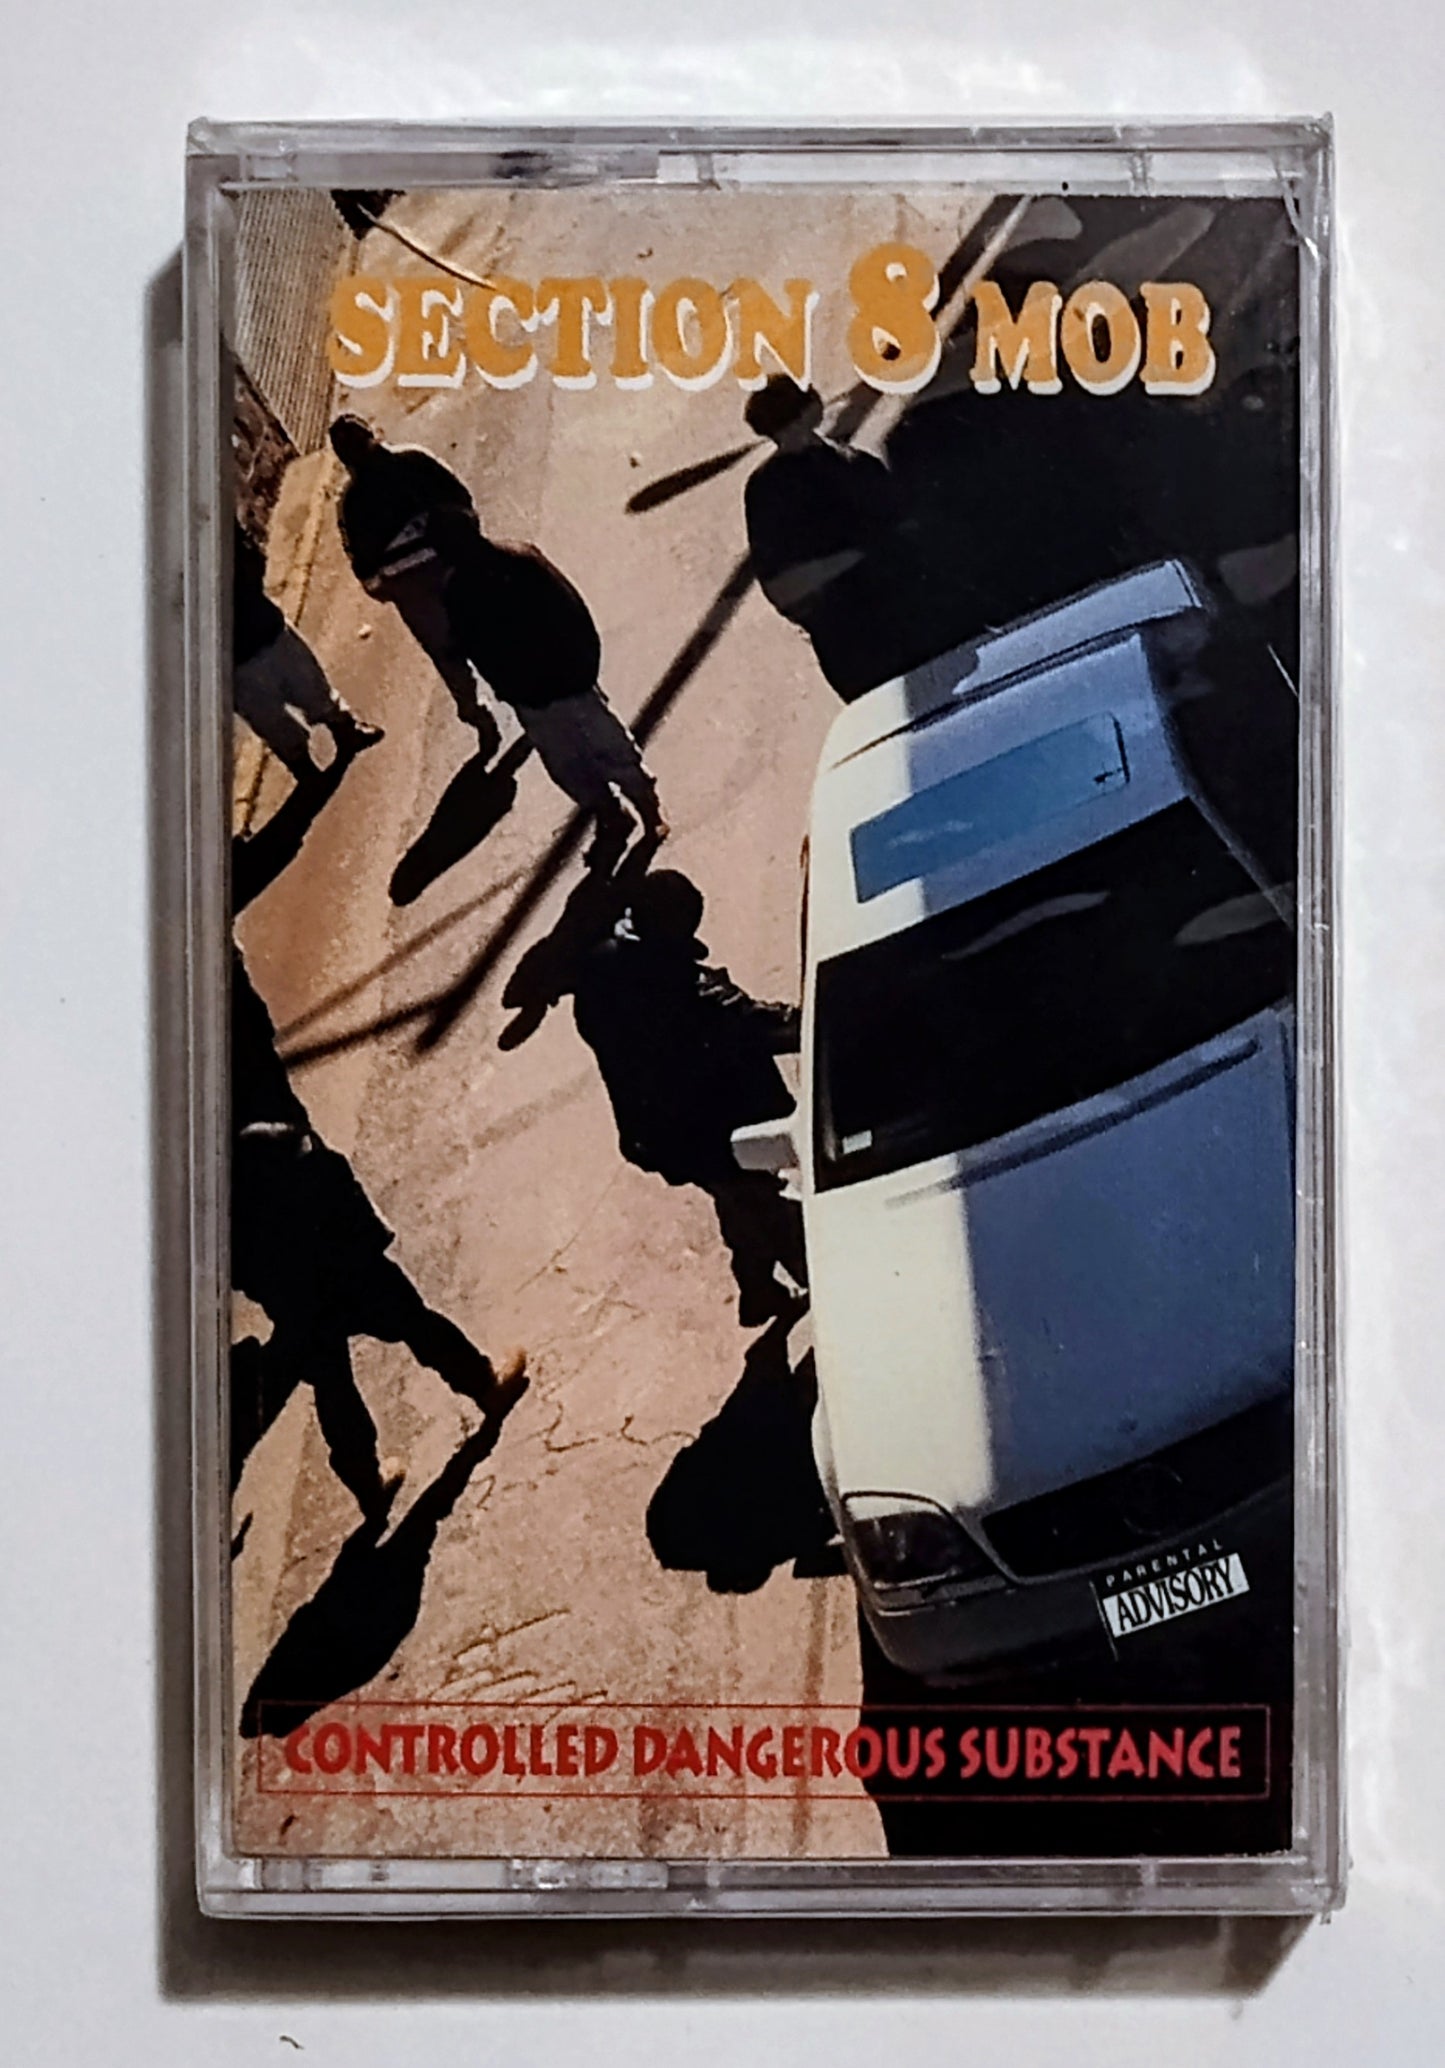 SECTION 8 MOB
PARENTAL
ADVISORY
CONTROLLED DANGEROUS SUBSTANCE